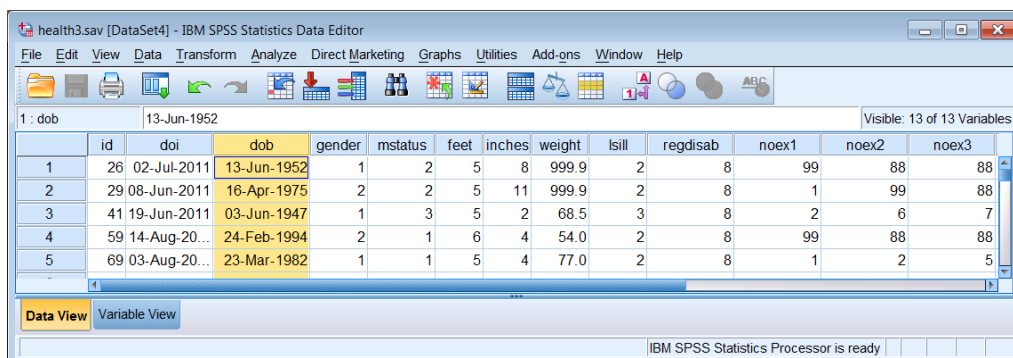 health3.sav [DataSet4] - IBM SPSS Statistics Data Editor
File Edit View Data Transform Analyze Direct Marketing Graphs Utilities Add-ons Window Help
A
1 4
ABC
1 : dob 13-Jun-1952 Visible: 13 of 13 Variables
id doi dob gender mstatus feet inches weight lsill regdisab noex1 noex2 noex3
1 26 02-Jul-2011 13-Jun-1952 1 2 5 8 999.9 2 8 99 88 88
2 29 08-Jun-2011 16-Apr-1975 2 2 5 11 999.9 2 8 1 99 88
3 41 19-Jun-2011 03-Jun-1947 1 3 5 2 68.5 3 8 2 6 7
4 59 14-Aug-20... 24-Feb-1994 2 1 6 4 54.0 2 8 99 88 88
5 69 03-Aug-20... 23-Mar-1982 1 1 5 4 77.0 2 8 1 2 5
Data View Variable View
IBM SPSS Statistics Processor is ready